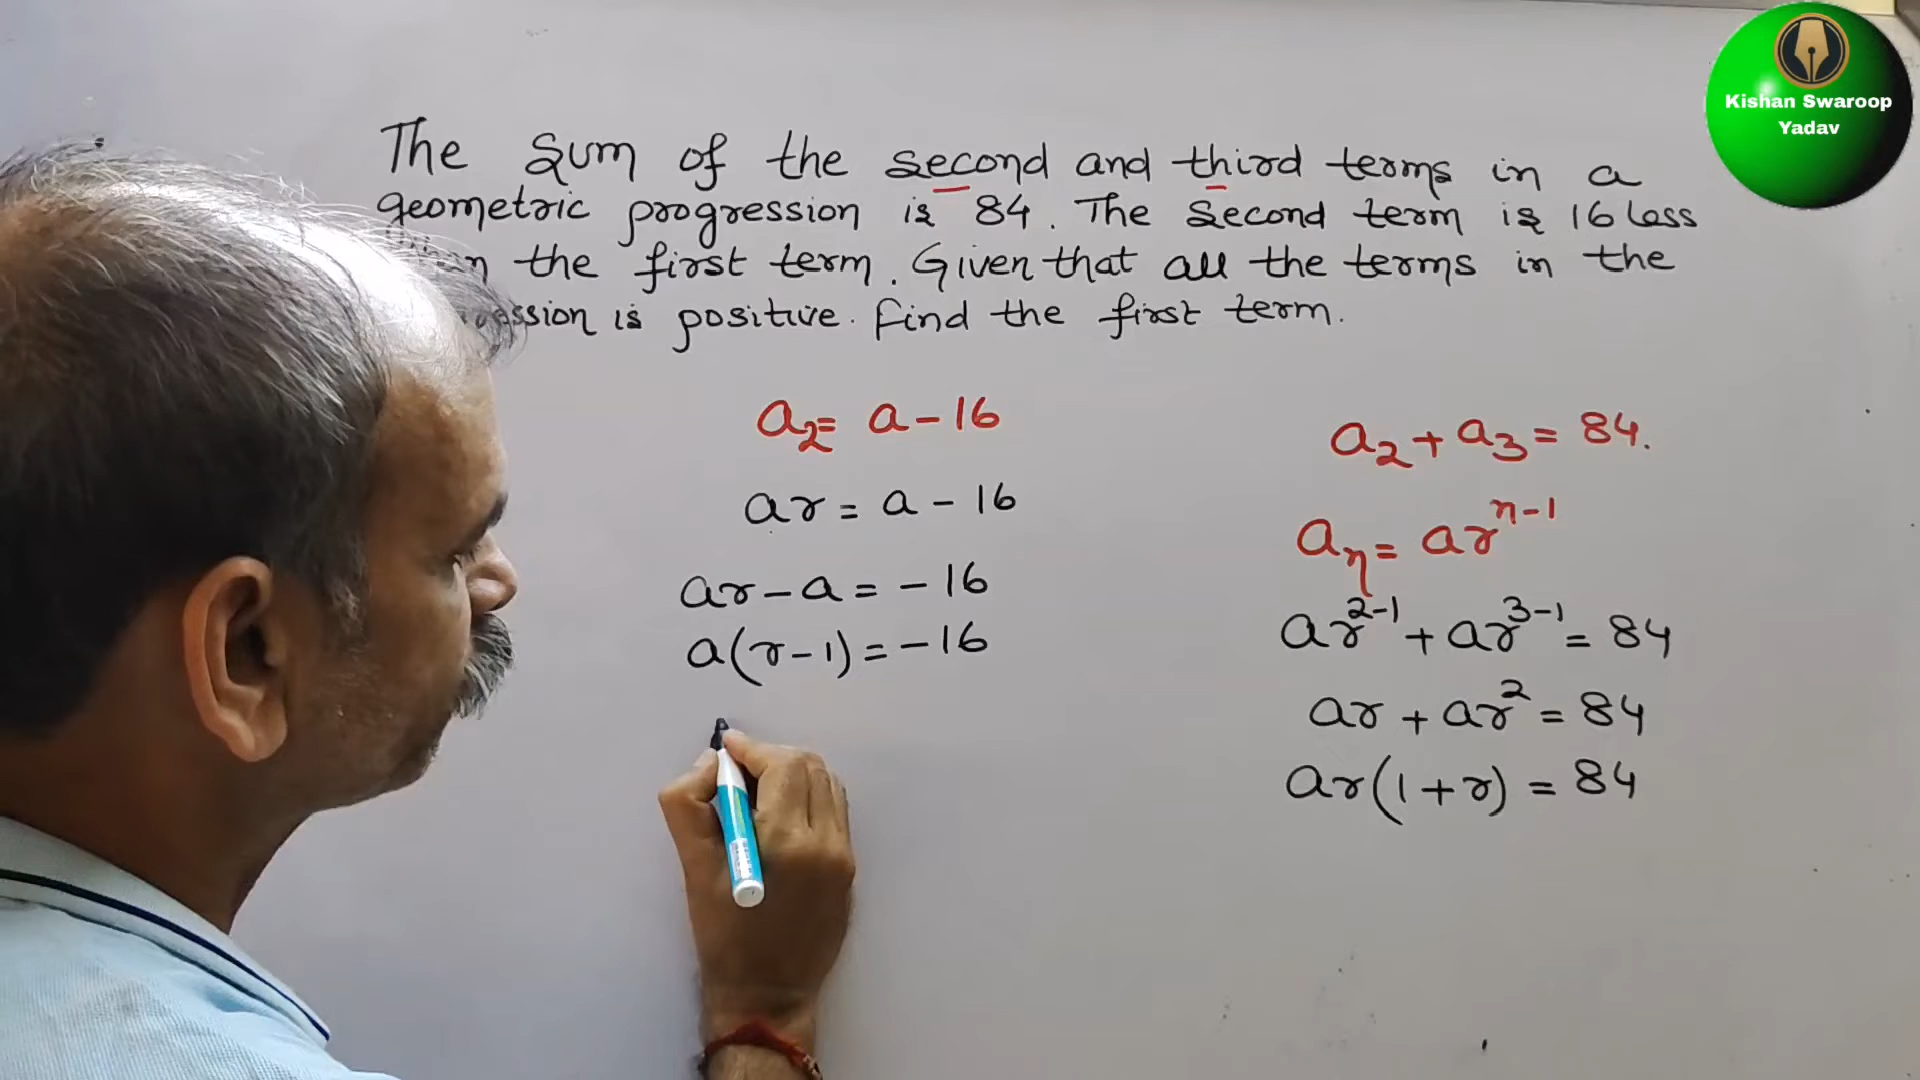 Kishan Swaroop
Yadav
The sum of the second and third terms in a
geometric progression is 84. The second term is 16 less
the first term. Given that all the terms in the
is positive. find the first term.
a₂ = a - 16
ar = a - 16
ar - a = - 16
a(r - 1) = - 16
a₂ + a₃ = 84.
aₙ = ar^(n-1)
ar^(2-1) + ar^(3-1) = 84
ar + ar² = 84
ar(1 + r) = 84